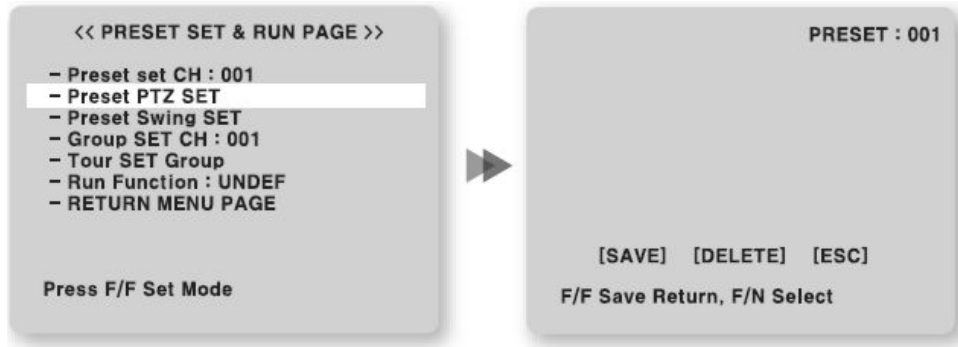 << PRESET SET & RUN PAGE >>
- Preset set CH : 001
- Preset PTZ SET
- Preset Swing SET
- Group SET CH : 001
- Tour SET Group
- Run Function : UNDEF
- RETURN MENU PAGE
Press F/F Set Mode
PRESET : 001
[SAVE] [DELETE] [ESC]
F/F Save Return, F/N Select